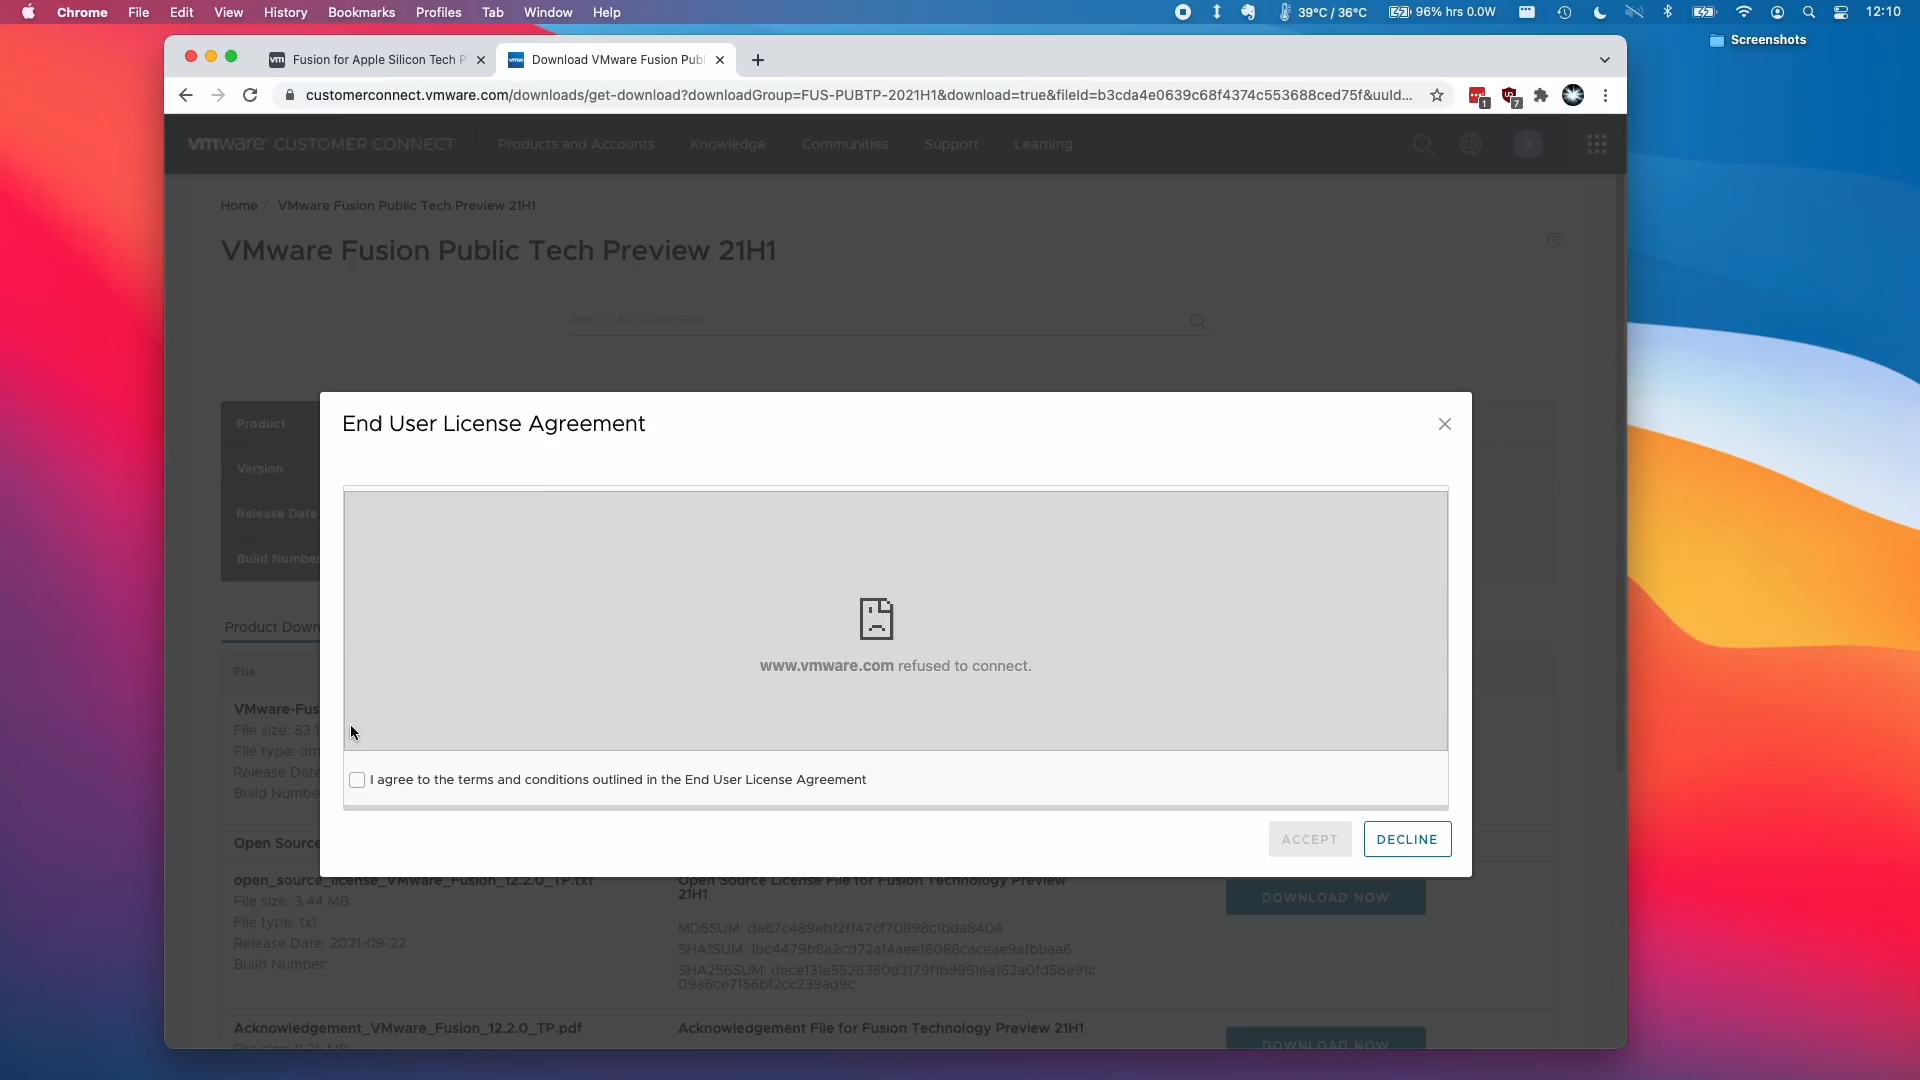 Chrome File Edit View History Bookmarks Profiles Tab Window Help 39°C / 36°C 96% hrs 0.0W 12:10
Screenshots
Fusion for Apple Silicon Tech P
Download VMware Fusion Publ
customerconnect.vmware.com/downloads/get-download?downloadGroup=FUS-PUBTP-2021H1&download=true&fileId=b3cda4e0639c68f4374c553688ced75f&uuId...
1
7
vmware CUSTOMER CONNECT Products and Accounts Knowledge Communities Support Learning
Home / VMware Fusion Public Tech Preview 21H1
VMware Fusion Public Tech Preview 21H1
Search All Downloads
Product
Version
Release Date
Build Number
End User License Agreement
www.vmware.com refused to connect.
I agree to the terms and conditions outlined in the End User License Agreement
ACCEPT DECLINE
Product Down
File
VMware-Fus
File size: 83.1
File type: dm
Release Date
Build Numbe
Open Source
open_source_license_VMware_Fusion_12.2.0_TP.txt
File size: 3.44 MB
File type: txt
Release Date: 2021-09-22
Build Number:
Open Source License File for Fusion Technology Preview
21H1
MD5SUM: de87c489ebf2ff47cf70898c1bda8404
SHA1SUM: 1bc4479b8a2cd72af4aee18088caceae9afbbaa6
SHA256SUM: dece131e5528380d3179f1b9951ea162a0fd56e91c
09a6ce7156bf2cc239ad9c
DOWNLOAD NOW
Acknowledgement_VMware_Fusion_12.2.0_TP.pdf
Acknowledgement File for Fusion Technology Preview 21H1
DOWNLOAD NOW